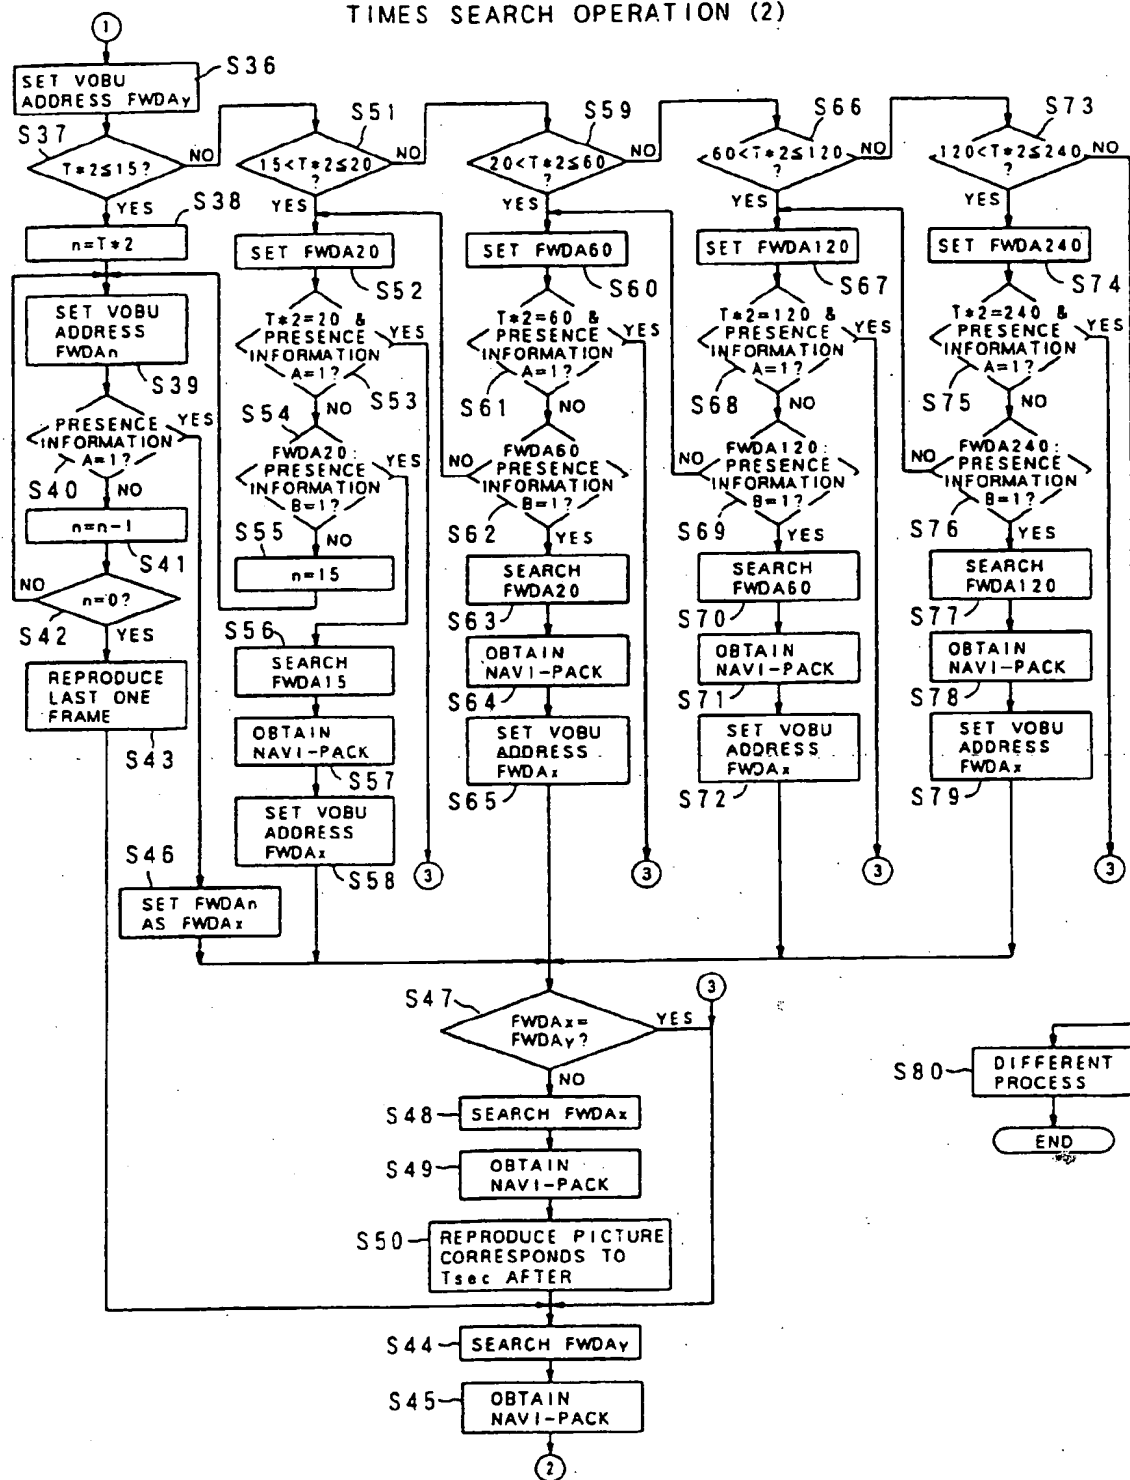 TIMES SEARCH OPERATION (2)
1
SET VOBU
ADDRESS FWDAy
S36
S37
T*2≤15?
NO
YES
S38
n=T*2
SET VOBU
ADDRESS
FWDAn
S39
PRESENCE
INFORMATION
A=1?
YES
S40
NO
n=n-1
S41
NO
n=0?
S42
YES
REPRODUCE
LAST ONE
FRAME
S43
S46
SET FWDAn
AS FWDAx
S51
15<T*2≤20
?
NO
YES
SET FWDA20
S52
T*2=20 &
PRESENCE
INFORMATION
A=1?
YES
S53
NO
S54
FWDA20:
PRESENCE
INFORMATION
B=1?
YES
S55
NO
n=15
S56
SEARCH
FWDA15
OBTAIN
NAVI-PACK
S57
SET VOBU
ADDRESS
FWDAx
S58
3
S59
20<T*2≤60
?
NO
YES
SET FWDA60
S60
T*2=60 &
PRESENCE
INFORMATION
A=1?
YES
S61
NO
FWDA60
PRESENCE
INFORMATION
B=1?
NO
S62
YES
SEARCH
FWDA20
S63
OBTAIN
NAVI-PACK
S64
SET VOBU
ADDRESS
FWDAx
S65
3
S66
60<T*2≤120
?
NO
YES
SET FWDA120
S67
T*2=120 &
PRESENCE
INFORMATION
A=1?
YES
S68
NO
FWDA120:
PRESENCE
INFORMATION
B=1?
NO
S69
YES
SEARCH
FWDA60
S70
OBTAIN
NAVI-PACK
S71
SET VOBU
ADDRESS
FWDAx
S72
3
S73
120<T*2≤240
?
NO
YES
SET FWDA240
S74
T*2=240 &
PRESENCE
INFORMATION
A=1?
YES
S75
NO
FWDA240:
PRESENCE
INFORMATION
B=1?
NO
S76
YES
SEARCH
FWDA120
S77
OBTAIN
NAVI-PACK
S78
SET VOBU
ADDRESS
FWDAx
S79
3
S47
FWDAx=
FWDAy?
YES
3
NO
S48
SEARCH FWDAx
S49
OBTAIN
NAVI-PACK
S50
REPRODUCE PICTURE
CORRESPONDS TO
Tsec AFTER
S44
SEARCH FWDAy
S45
OBTAIN
NAVI-PACK
2
S80
DIFFERENT
PROCESS
END